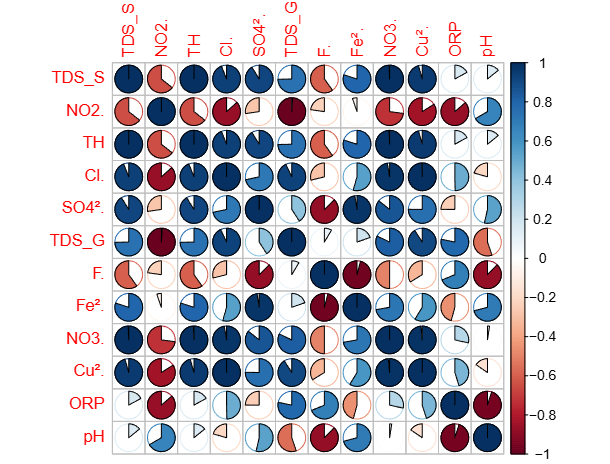 TDS_S NO2. TH Cl. SO4². TDS_G F. Fe². NO3. Cu². ORP pH
TDS_S
NO2.
TH
Cl.
SO4².
TDS_G
F.
Fe².
NO3.
Cu².
ORP
pH
1
0.8
0.6
0.4
0.2
0
−0.2
−0.4
−0.6
−0.8
−1